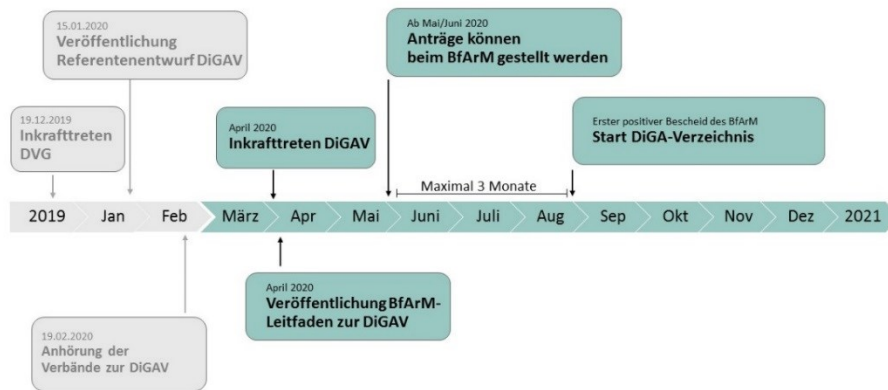 15.01.2020
Veröffentlichung
Referentenentwurf DiGAV
Ab Mai/Juni 2020
Anträge können
beim BfArM gestellt werden
19.12.2019
Inkrafttreten
DVG
April 2020
Inkrafttreten DiGAV
Erster positiver Bescheid des BfArM
Start DiGA-Verzeichnis
Maximal 3 Monate
2019 Jan Feb März Apr Mai Juni Juli Aug Sep Okt Nov Dez 2021
April 2020
Veröffentlichung BfArM-
Leitfaden zur DiGAV
19.02.2020
Anhörung der
Verbände zur DiGAV